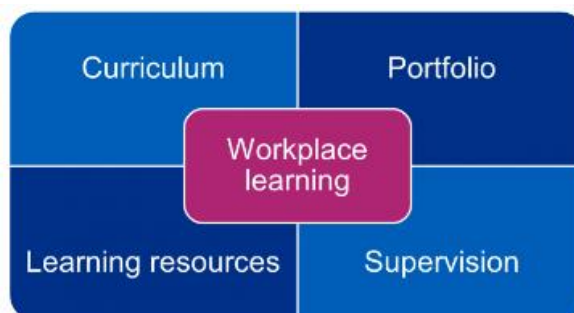 Curriculum
Portfolio
Workplace
learning
Learning resources
Supervision